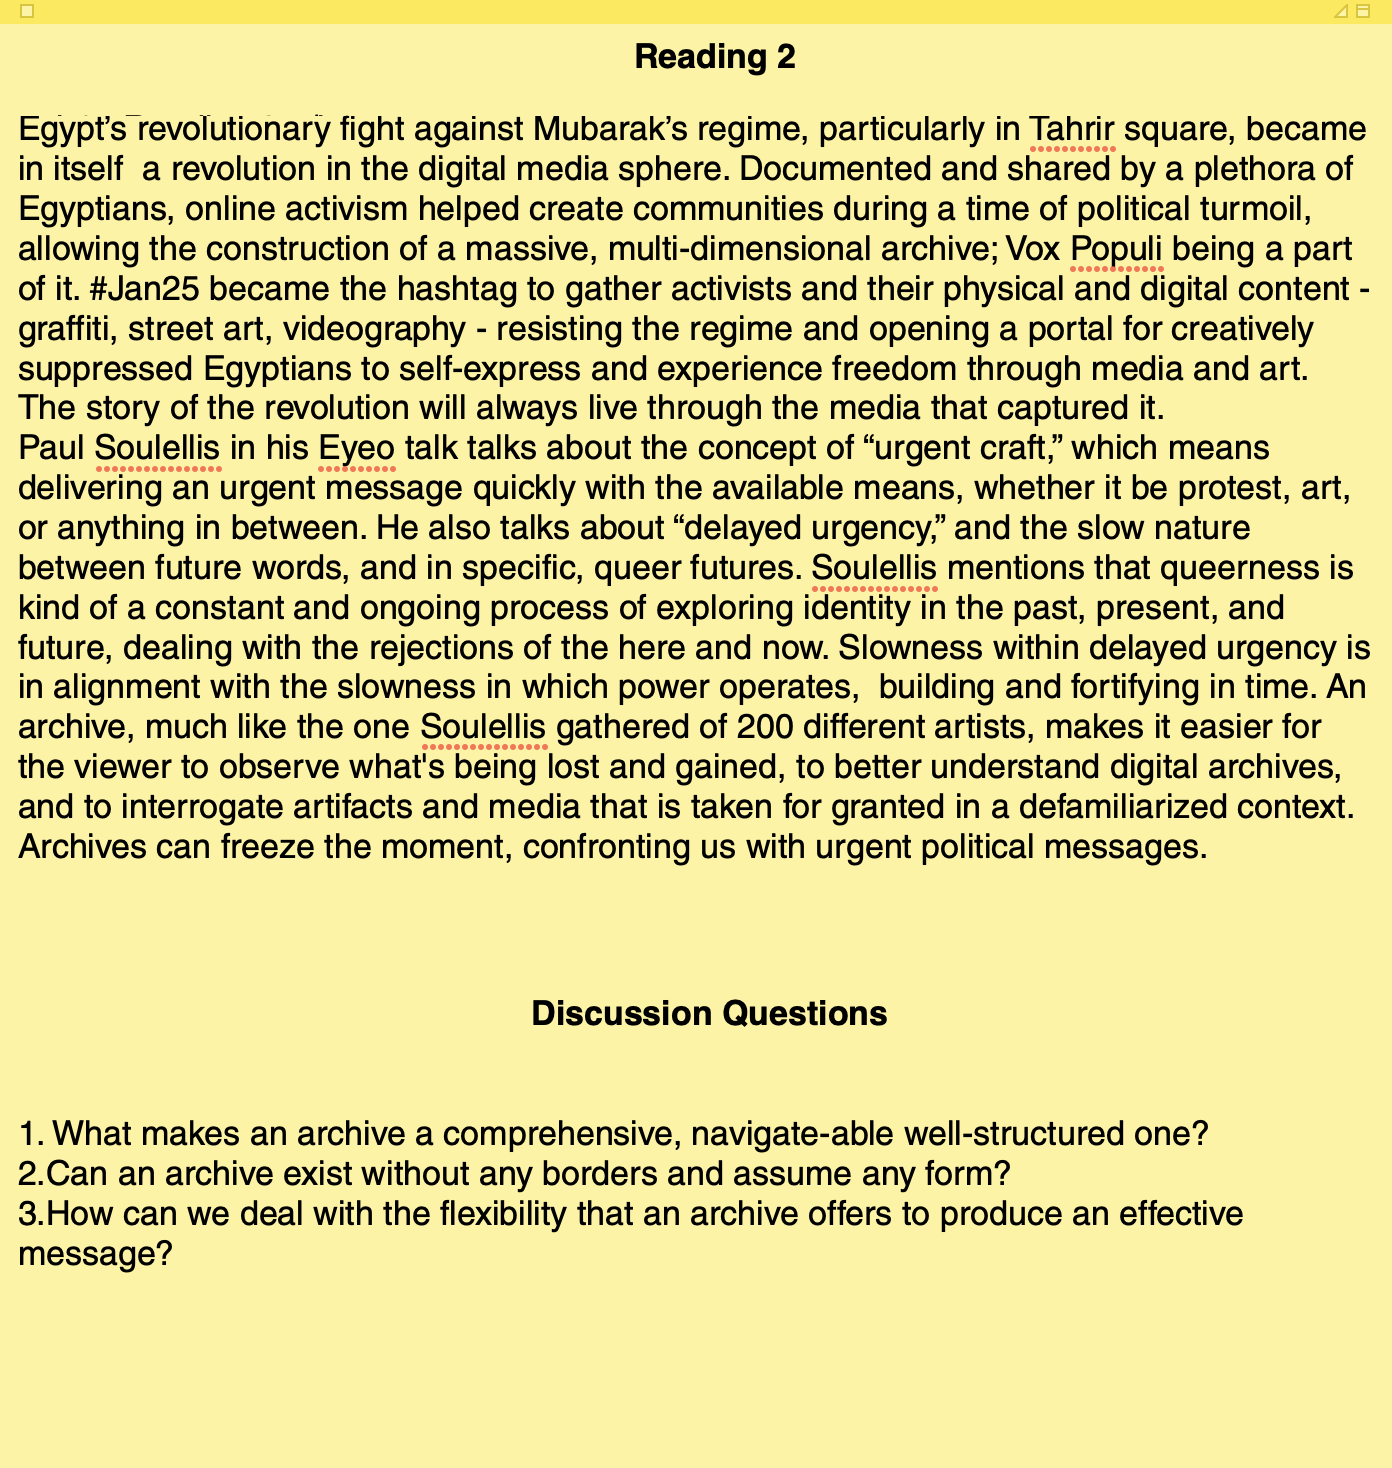 Reading 2
Egypt’s revolutionary fight against Mubarak’s regime, particularly in Tahrir square, became
in itself  a revolution in the digital media sphere. Documented and shared by a plethora of
Egyptians, online activism helped create communities during a time of political turmoil,
allowing the construction of a massive, multi-dimensional archive; Vox Populi being a part
of it. #Jan25 became the hashtag to gather activists and their physical and digital content -
graffiti, street art, videography - resisting the regime and opening a portal for creatively
suppressed Egyptians to self-express and experience freedom through media and art.
The story of the revolution will always live through the media that captured it.
Paul Soulellis in his Eyeo talk talks about the concept of “urgent craft,” which means
delivering an urgent message quickly with the available means, whether it be protest, art,
or anything in between. He also talks about “delayed urgency,” and the slow nature
between future words, and in specific, queer futures. Soulellis mentions that queerness is
kind of a constant and ongoing process of exploring identity in the past, present, and
future, dealing with the rejections of the here and now. Slowness within delayed urgency is
in alignment with the slowness in which power operates,  building and fortifying in time. An
archive, much like the one Soulellis gathered of 200 different artists, makes it easier for
the viewer to observe what's being lost and gained, to better understand digital archives,
and to interrogate artifacts and media that is taken for granted in a defamiliarized context.
Archives can freeze the moment, confronting us with urgent political messages.
Discussion Questions
1. What makes an archive a comprehensive, navigate-able well-structured one?
2.Can an archive exist without any borders and assume any form?
3.How can we deal with the flexibility that an archive offers to produce an effective
message?